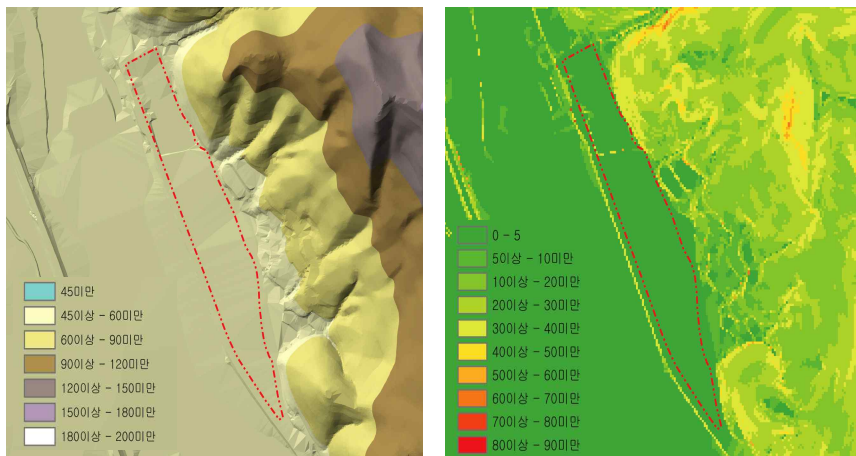 45미만
45이상 - 60미만
60이상 - 90미만
90이상 - 120미만
120이상 - 150미만
150이상 - 180미만
180이상 - 200미만
0 - 5
5이상 - 10미만
10이상 - 20미만
20이상 - 30미만
30이상 - 40미만
40이상 - 50미만
50이상 - 60미만
60이상 - 70미만
70이상 - 80미만
80이상 - 90미만